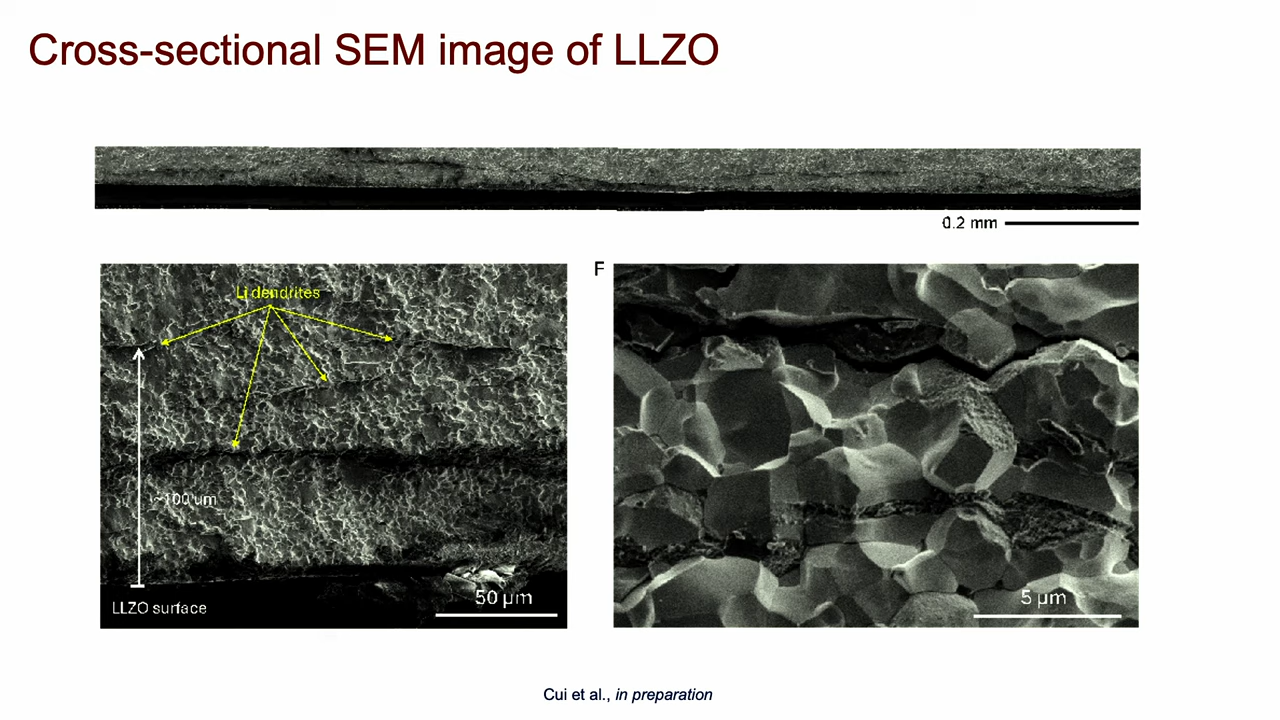 Cross-sectional SEM image of LLZO
0.2 mm
F
Li dendrites
~100 um
LLZO surface
50 µm
5 µm
Cui et al., in preparation